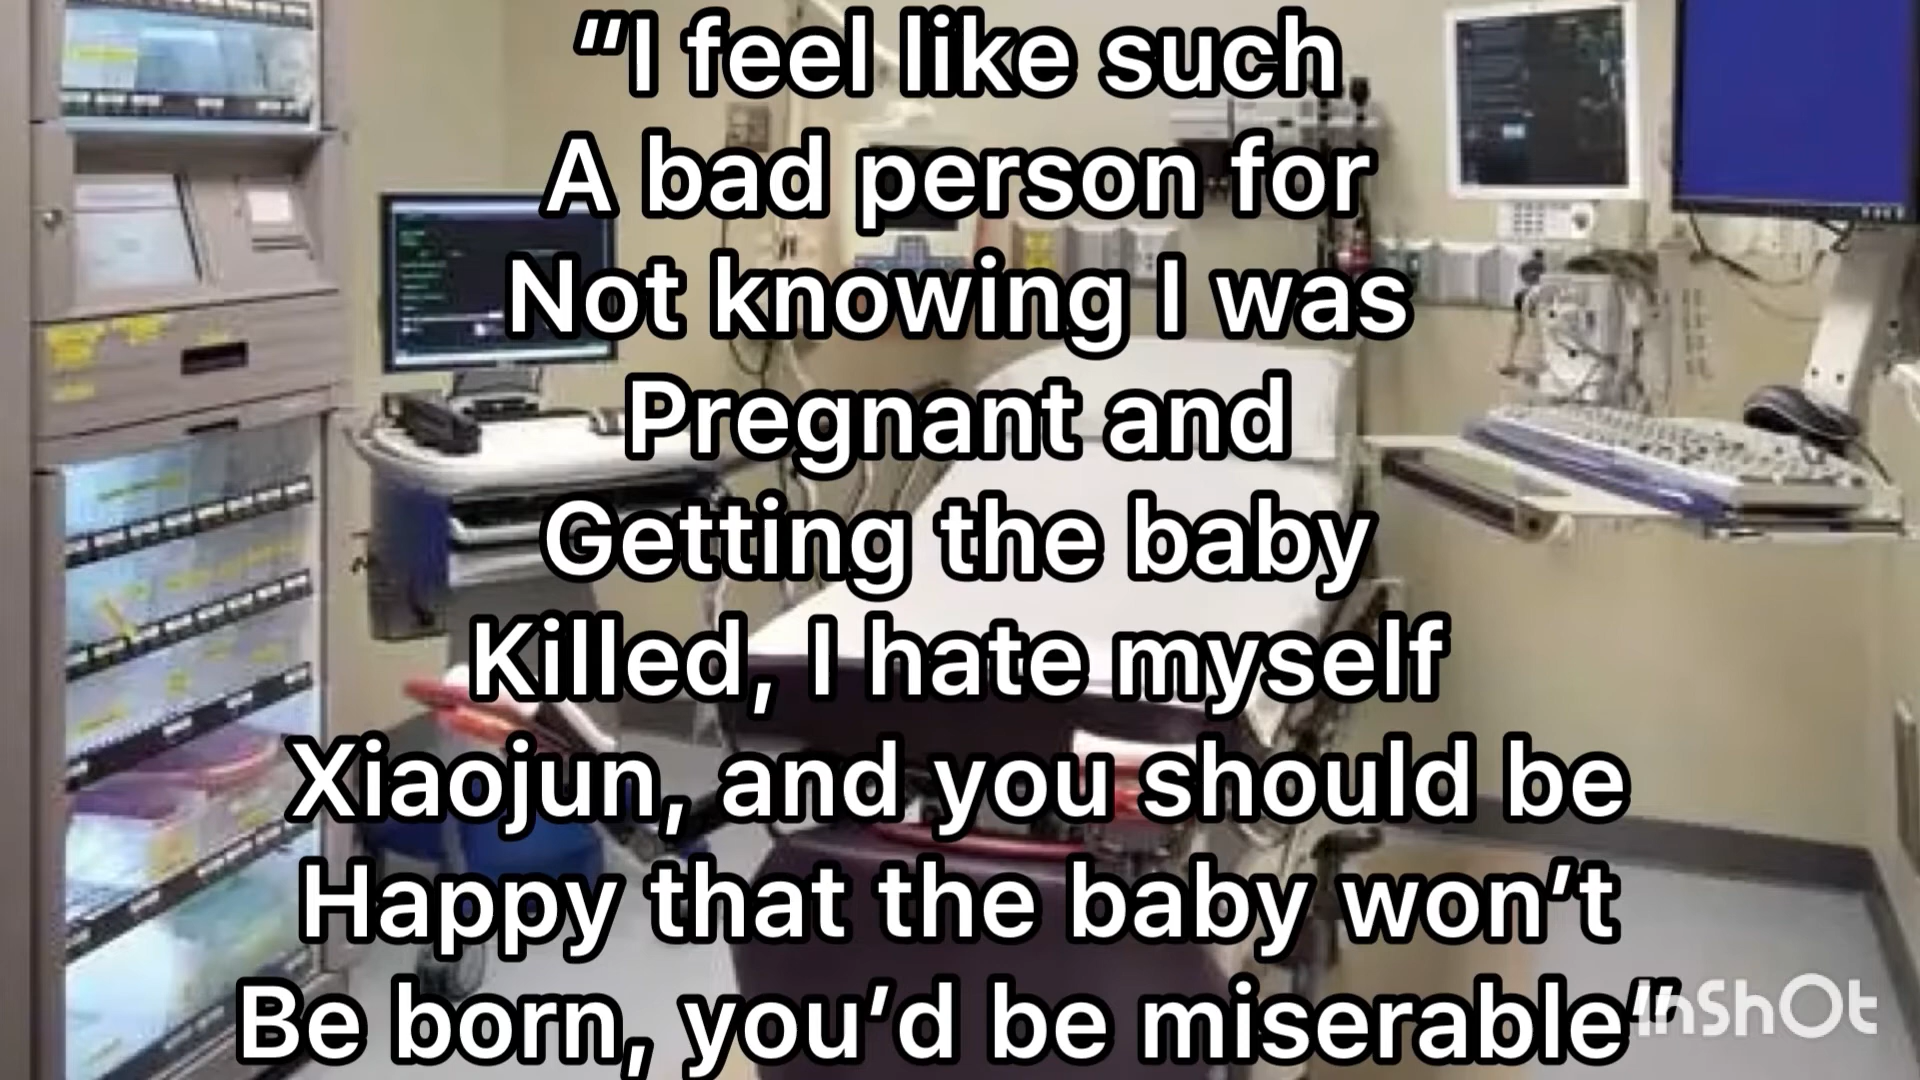 “I feel like such
A bad person for
Not knowing I was
Pregnant and
Getting the baby
Killed, I hate myself
Xiaojun, and you should be
Happy that the baby won’t
Be born, you’d be miserable”
InShOt